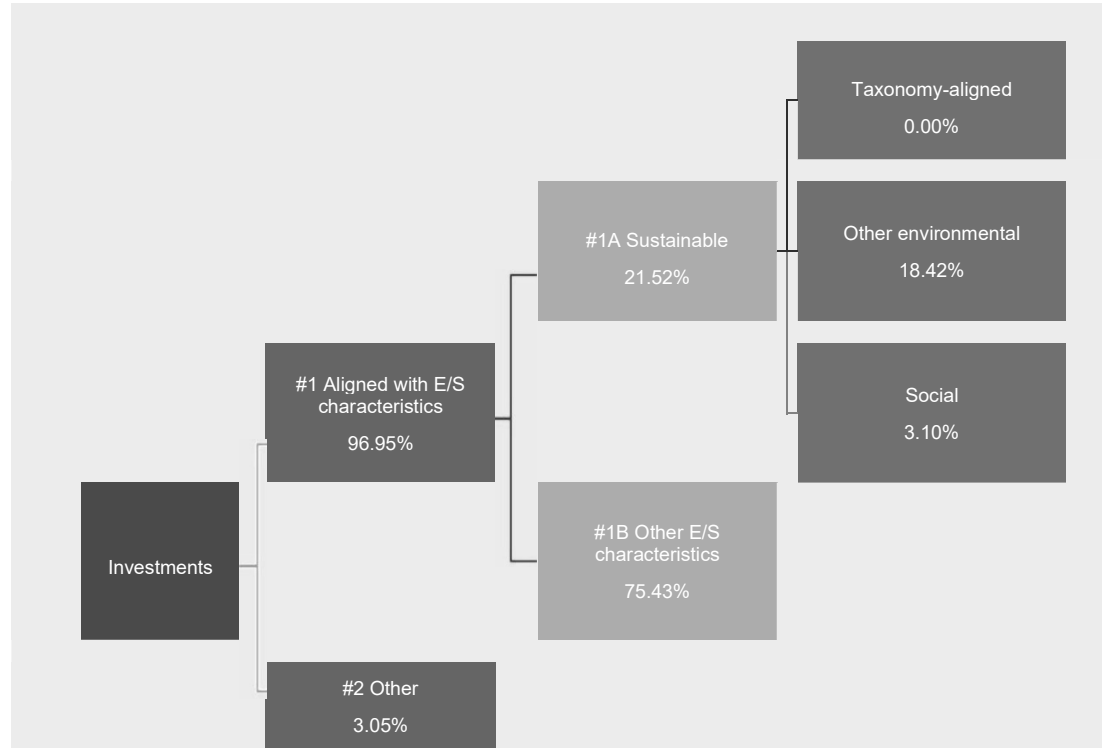 Taxonomy-aligned
0.00%
#1A Sustainable
21.52%
Other environmental
18.42%
#1 Aligned with E/S
characteristics
96.95%
Social
3.10%
Investments
#1B Other E/S
characteristics
75.43%
#2 Other
3.05%